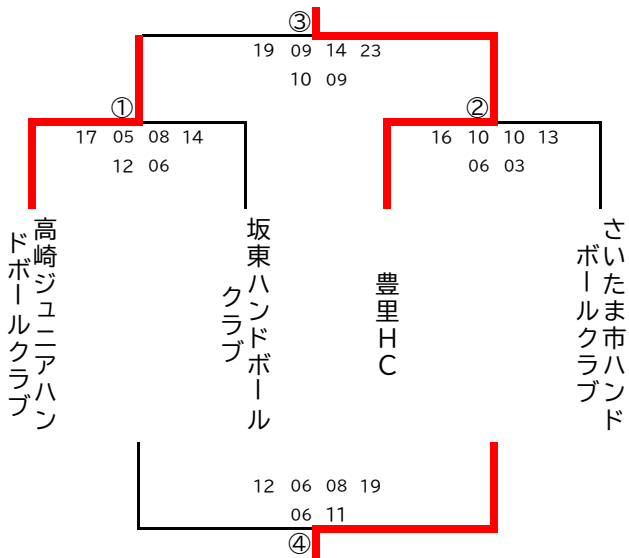 ③
19 09 14 23
10 09
①
17 05 08 14
12 06
②
16 10 10 13
06 03
高崎ジュニアハン
ドボールクラブ
坂東ハンドボール
クラブ
豊里HC
さいたま市ハンド
ボールクラブ
12 06 08 19
06 11
④